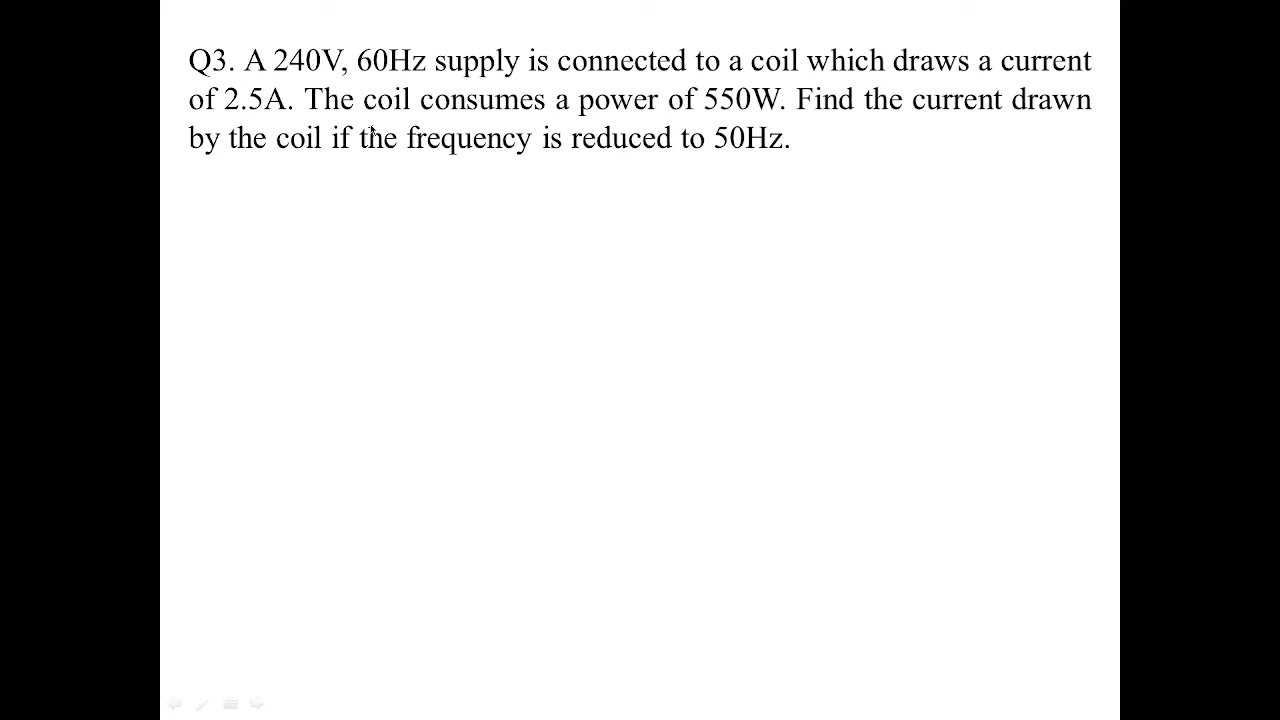 Q3. A 240V, 60Hz supply is connected to a coil which draws a current
of 2.5A. The coil consumes a power of 550W. Find the current drawn
by the coil if the frequency is reduced to 50Hz.